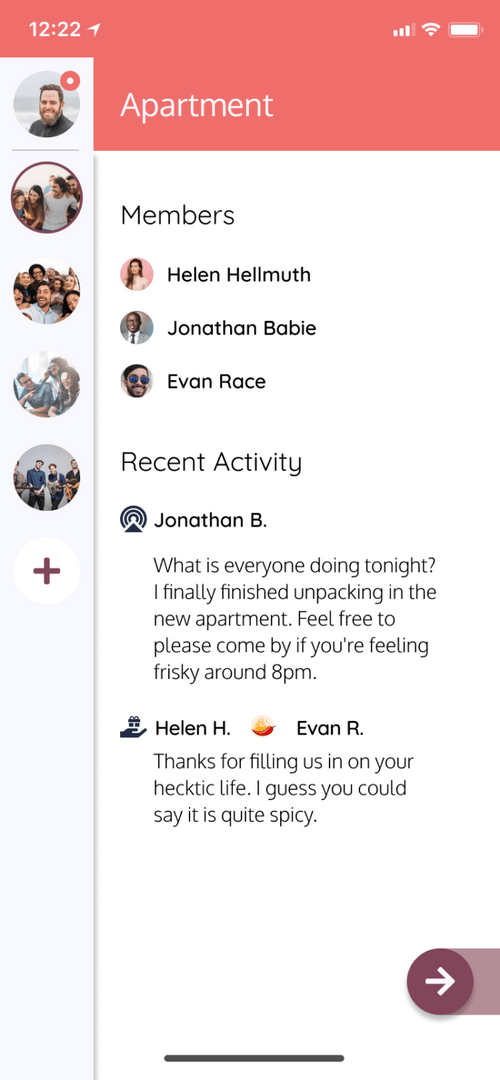 12:22
Apartment
Members
Helen Hellmuth
Jonathan Babie
Evan Race
Recent Activity
Jonathan B.
What is everyone doing tonight?
I finally finished unpacking in the
new apartment. Feel free to
please come by if you're feeling
frisky around 8pm.
Helen H. Evan R.
Thanks for filling us in on your
hecktic life. I guess you could
say it is quite spicy.